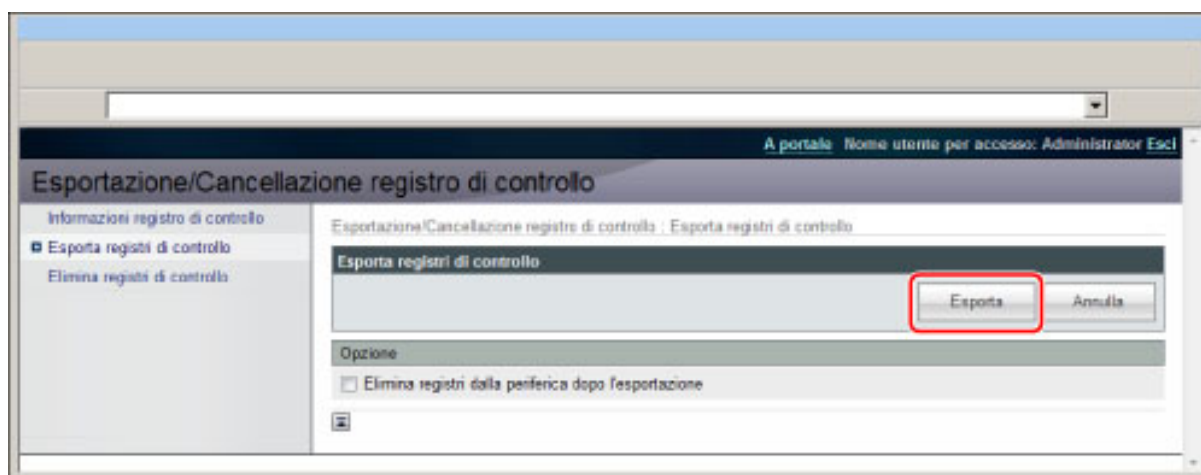 A portale Nome utente per accesso: Administrator Esci
Esportazione/Cancellazione registro di controllo
Informazioni registro di controllo
Esporta registri di controllo
Elimina registri di controllo
Esportazione/Cancellazione registro di controllo : Esporta registri di controllo
Esporta registri di controllo
Esporta Annulla
Opzione
Elimina registri dalla periferica dopo l'esportazione